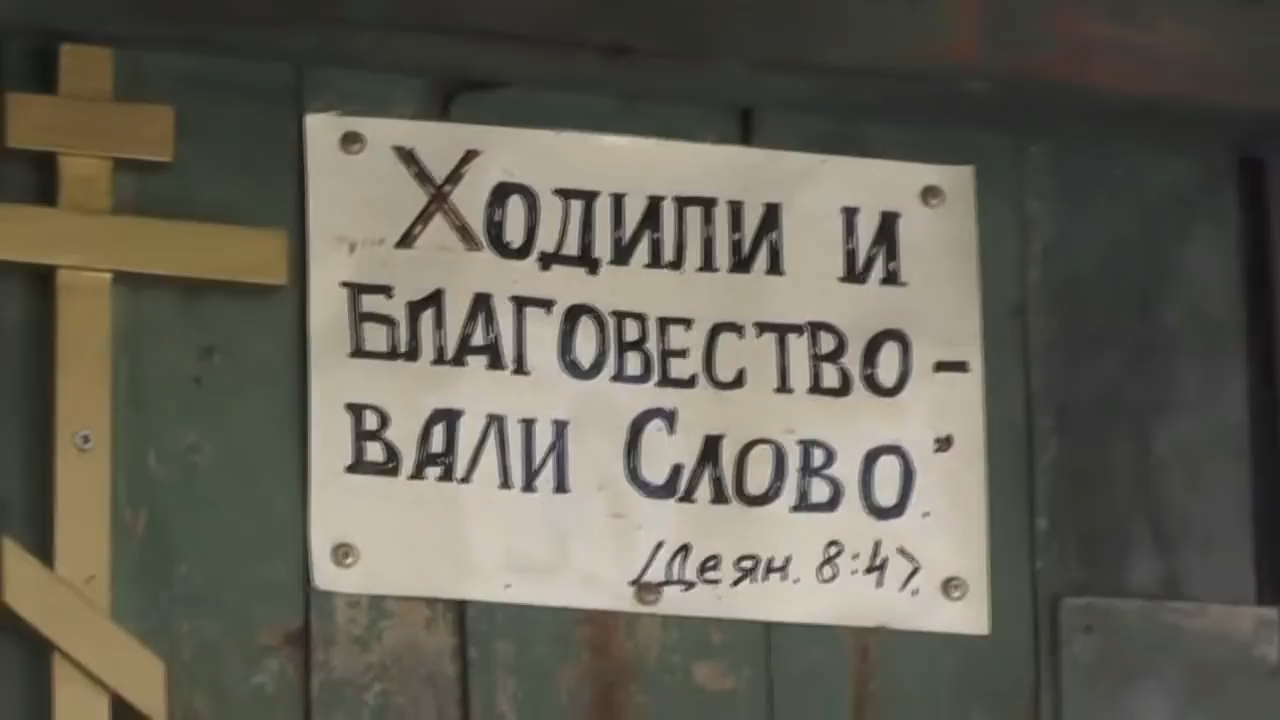 Ходили и
благовество-
вали Слово."
(Деян. 8:4).